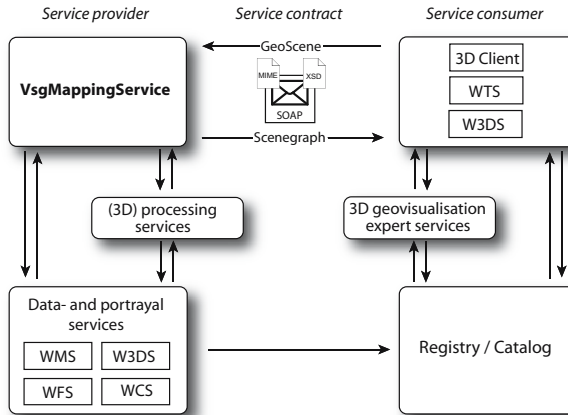 Service provider
Service contract
Service consumer
GeoScene
MIME
XSD
SOAP
Scenegraph
VsgMappingService
3D Client
WTS
W3DS
(3D) processing
services
3D geovisualisation
expert services
Data- and portrayal
services
WMS
W3DS
WFS
WCS
Registry / Catalog